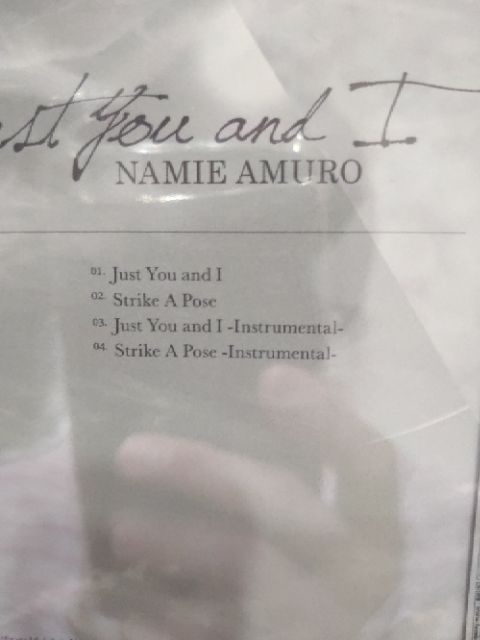 st You and I
NAMIE AMURO
01. Just You and I
02. Strike A Pose
03. Just You and I -Instrumental-
04. Strike A Pose -Instrumental-